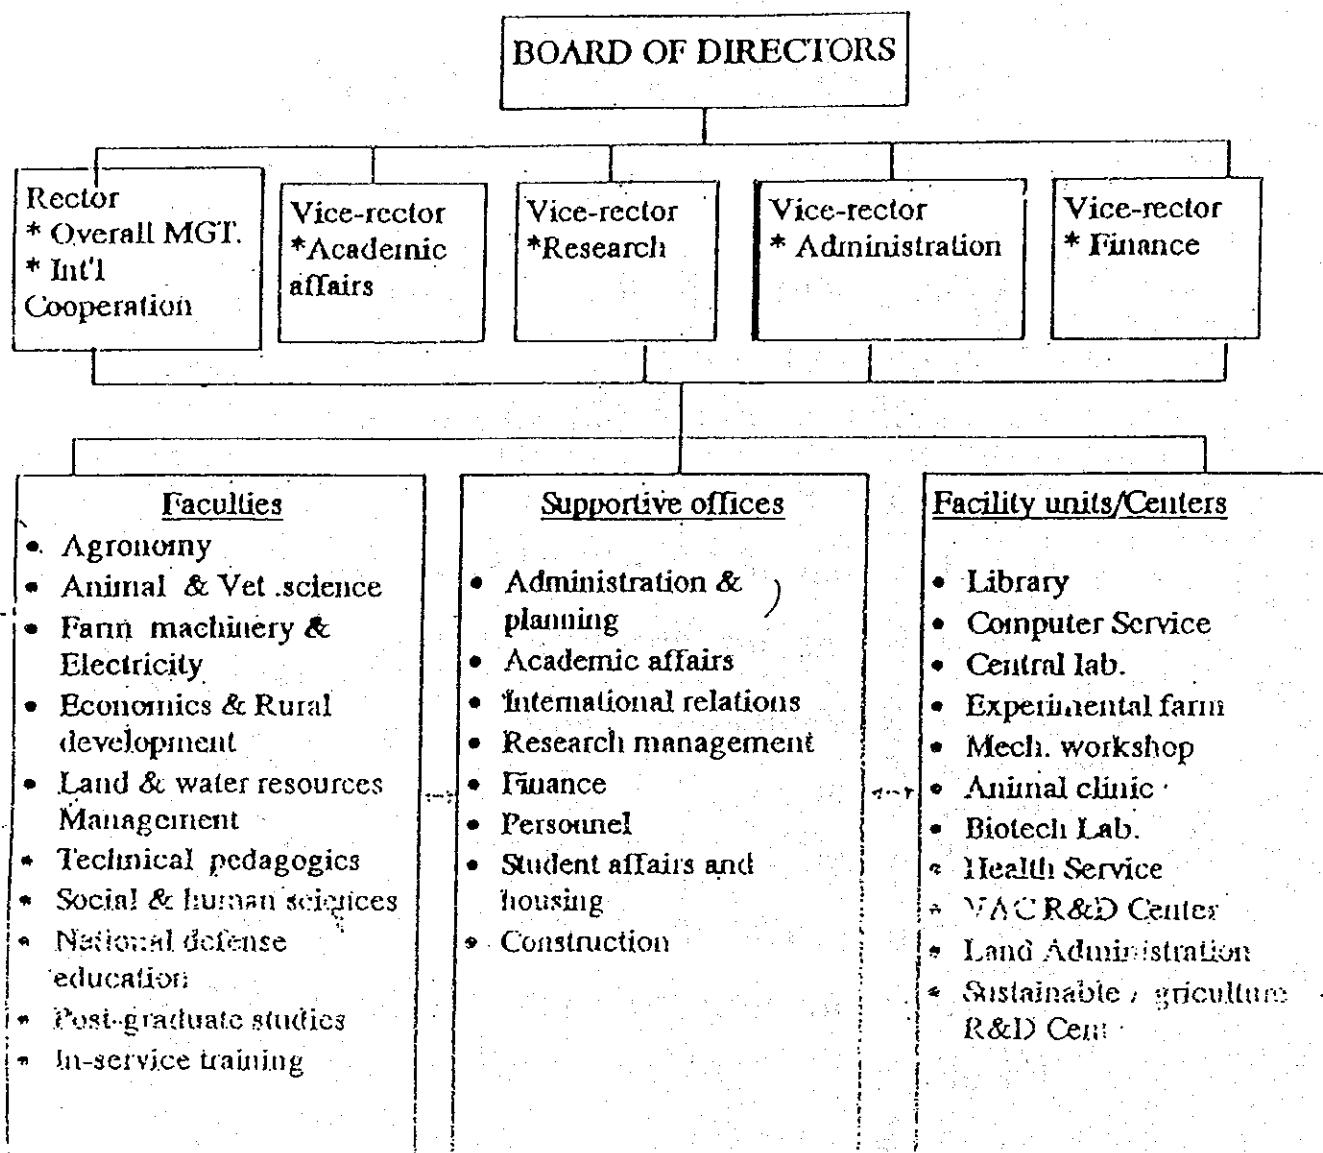 BOARD OF DIRECTORS
Rector
* Overall MGT.
* Int'l
Cooperation
Vice-rector
*Academic
affairs
Vice-rector
*Research
Vice-rector
* Administration
Vice-rector
* Finance
Faculties
• Agronomy
• Animal & Vet .science
• Farm machinery &
Electricity
• Economics & Rural
development
• Land & water resources
Management
• Technical pedagogics
• Social & human sciences
• National defense
education
• Post-graduate studies
• In-service training
Supportive offices
• Administration &
planning
• Academic affairs
• International relations
• Research management
• Finance
• Personnel
• Student affairs and
housing
• Construction
Facility units/Centers
• Library
• Computer Service
• Central lab.
• Experimental farm
• Mech. workshop
• Animal clinic
• Biotech Lab.
• Health Service
• VAC R&D Center
• Land Administration
• Sustainable griculture
R&D Cent